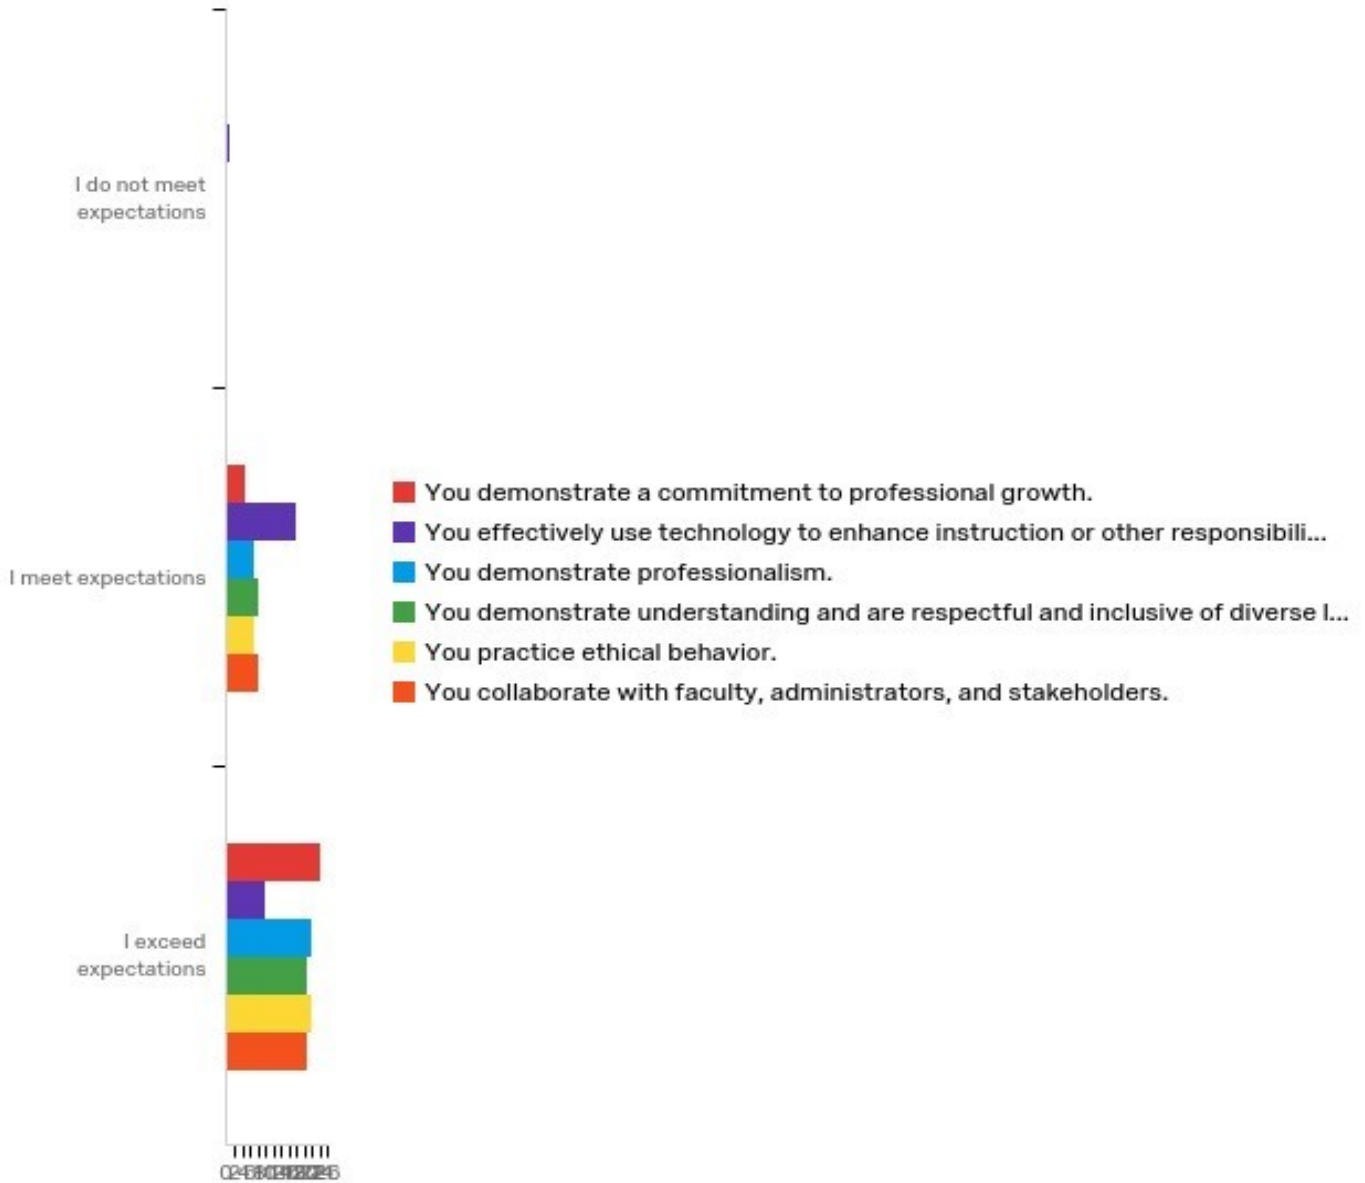 I do not meet
expectations
I meet expectations
You demonstrate a commitment to professional growth.
You effectively use technology to enhance instruction or other responsibili...
You demonstrate professionalism.
You demonstrate understanding and are respectful and inclusive of diverse l...
You practice ethical behavior.
You collaborate with faculty, administrators, and stakeholders.
I exceed
expectations